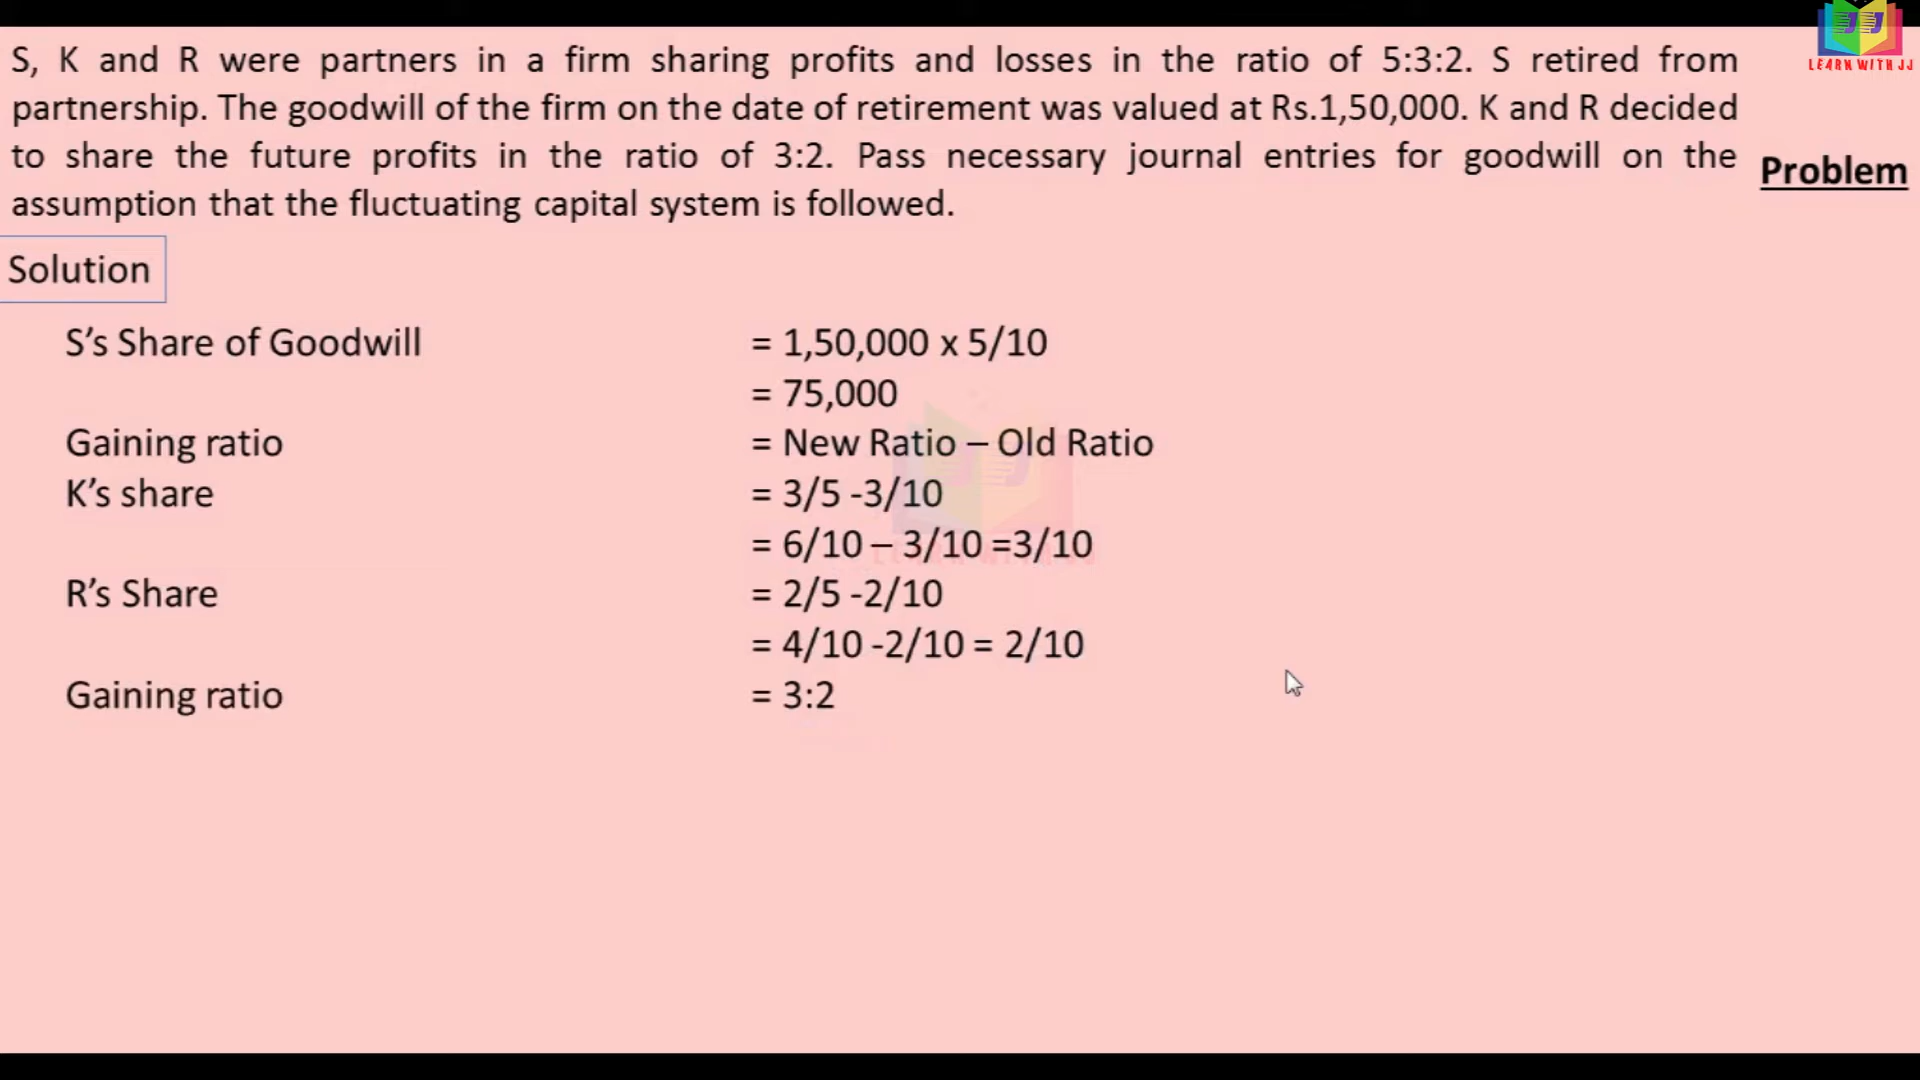 LEARN WITH JJ
S, K and R were partners in a firm sharing profits and losses in the ratio of 5:3:2. S retired from
partnership. The goodwill of the firm on the date of retirement was valued at Rs.1,50,000. K and R decided
to share the future profits in the ratio of 3:2. Pass necessary journal entries for goodwill on the
assumption that the fluctuating capital system is followed.
Problem
Solution
S’s Share of Goodwill = 1,50,000 x 5/10
= 75,000
Gaining ratio = New Ratio – Old Ratio
K’s share = 3/5 -3/10
= 6/10 – 3/10 =3/10
R’s Share = 2/5 -2/10
= 4/10 -2/10 = 2/10
Gaining ratio = 3:2
LEARN WITH JJ